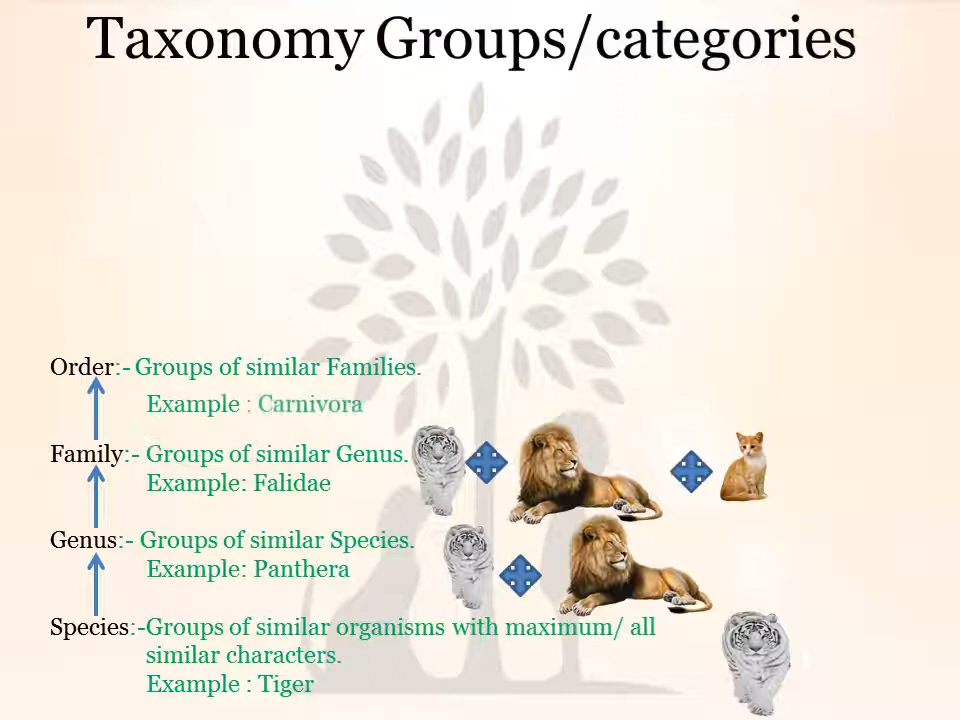 Taxonomy Groups/categories
Order:- Groups of similar Families.
Example : Carnivora
Family:- Groups of similar Genus.
Example: Falidae
Genus:- Groups of similar Species.
Example: Panthera
Species:-Groups of similar organisms with maximum/ all
similar characters.
Example : Tiger